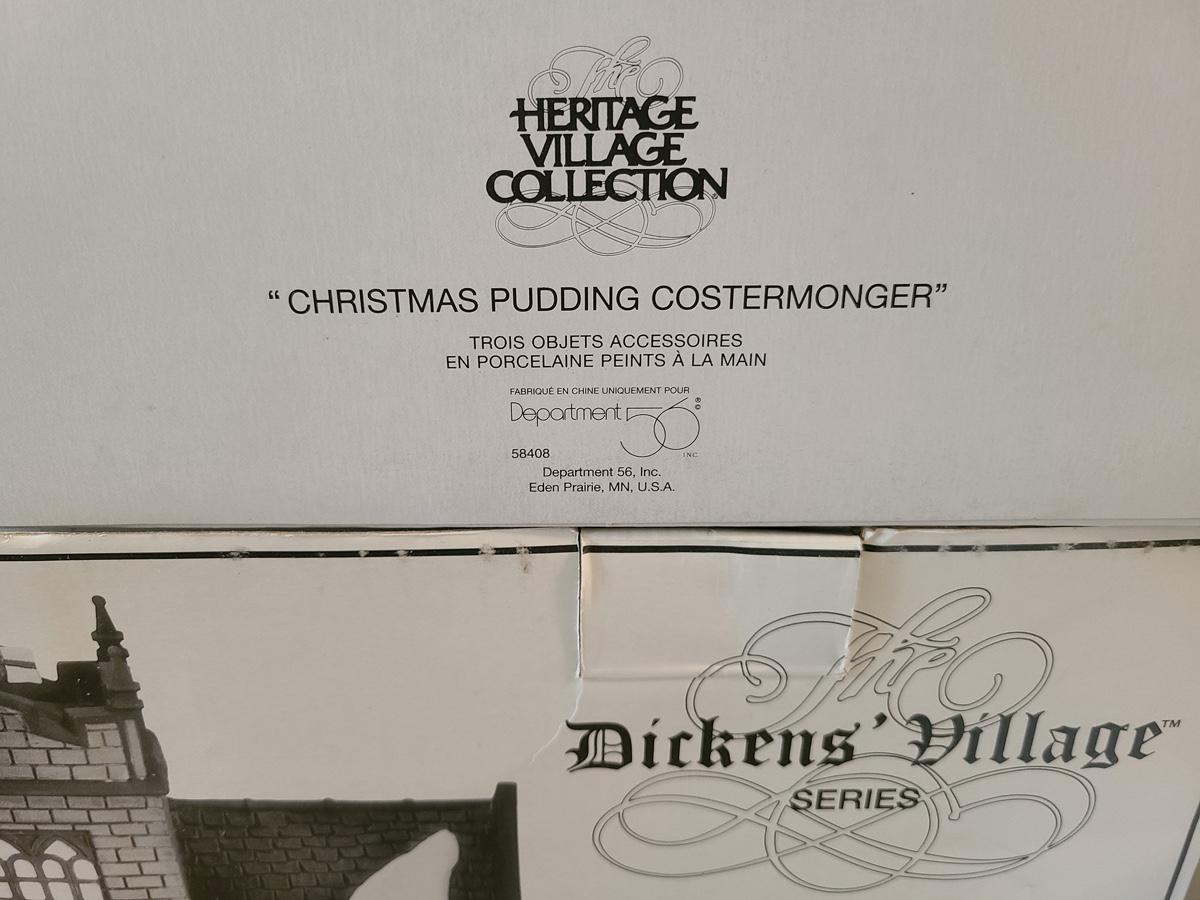 The
HERITAGE
VILLAGE
COLLECTION
“CHRISTMAS PUDDING COSTERMONGER”
TROIS OBJETS ACCESSOIRES
EN PORCELAINE PEINTS À LA MAIN
FABRIQUÉ EN CHINE UNIQUEMENT POUR
Department 56 ® ©
58408 INC.
Department 56, Inc.
Eden Prairie, MN, U.S.A.
The
Dickens’ Village™
SERIES